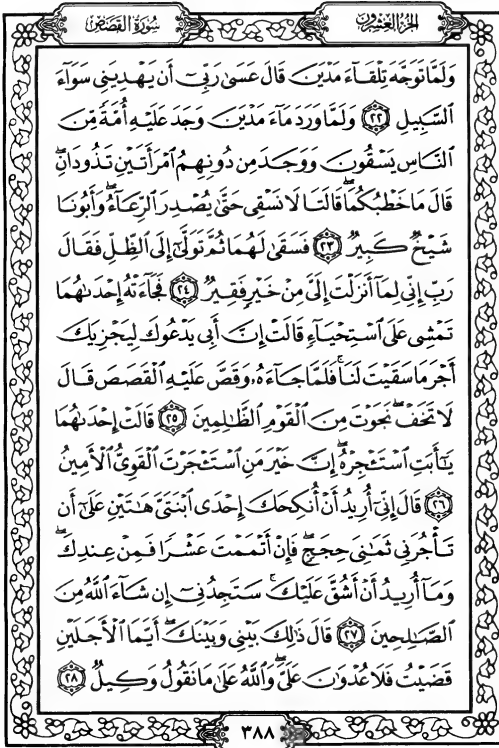 الجزء العشرون
سورة القصص
وَلَمَّا تَوَجَّهَ تِلْقَآءَ مَدْيَنَ قَالَ عَسَىٰ رَبِّىٓ أَن يَهْدِيَنِى سَوَآءَ
ٱلسَّبِيلِ ٢٢ وَلَمَّا وَرَدَ مَآءَ مَدْيَنَ وَجَدَ عَلَيْهِ أُمَّةً مِّنَ
ٱلنَّاسِ يَسْقُونَ وَوَجَدَ مِن دُونِهِمُ ٱمْرَأَتَيْنِ تَذُودَانِۖ
قَالَ مَا خَطْبُكُمَاۖ قَالَتَا لَا نَسْقِى حَتَّىٰ يُصْدِرَ ٱلرِّعَآءُۖ وَأَبُونَا
شَيْخٌ كَبِيرٌ ٢٣ فَسَقَىٰ لَهُمَا ثُمَّ تَوَلَّىٰٓ إِلَى ٱلظِّلِّ فَقَالَ
رَبِّ إِنِّى لِمَآ أَنزَلْتَ إِلَىَّ مِنْ خَيْرٍ فَقِيرٌ ٢٤ فَجَآءَتْهُ إِحْدَىٰهُمَا
تَمْشِى عَلَى ٱسْتِحْيَآءٍ قَالَتْ إِنَّ أَبِى يَدْعُوكَ لِيَجْزِيَكَ
أَجْرَ مَا سَقَيْتَ لَنَاۚ فَلَمَّا جَآءَهُۥ وَقَصَّ عَلَيْهِ ٱلْقَصَصَ قَالَ
لَا تَخَفْۖ نَجَوْتَ مِنَ ٱلْقَوْمِ ٱلظَّٰلِمِينَ ٢٥ قَالَتْ إِحْدَىٰهُمَا
يَٰٓأَبَتِ ٱسْتَـْٔجِرْهُۖ إِنَّ خَيْرَ مَنِ ٱسْتَـْٔجَرْتَ ٱلْقَوِىُّ ٱلْأَمِينُ
٢٦ قَالَ إِنِّىٓ أُرِيدُ أَنْ أُنكِحَكَ إِحْدَى ٱبْنَتَىَّ هَٰتَيْنِ عَلَىٰٓ أَن
تَأْجُرَنِى ثَمَٰنِىَ حِجَجٍۖ فَإِنْ أَتْمَمْتَ عَشْرًا فَمِنْ عِندِكَۖ
وَمَآ أُرِيدُ أَنْ أَشُقَّ عَلَيْكَۚ سَتَجِدُنِىٓ إِن شَآءَ ٱللَّهُ مِنَ
ٱلصَّٰلِحِينَ ٢٧ قَالَ ذَٰلِكَ بَيْنِى وَبَيْنَكَۖ أَيَّمَا ٱلْأَجَلَيْنِ
قَضَيْتُ فَلَا عُدْوَٰنَ عَلَىَّۖ وَٱللَّهُ عَلَىٰ مَا نَقُولُ وَكِيلٌ ٢٨
٣٨٨